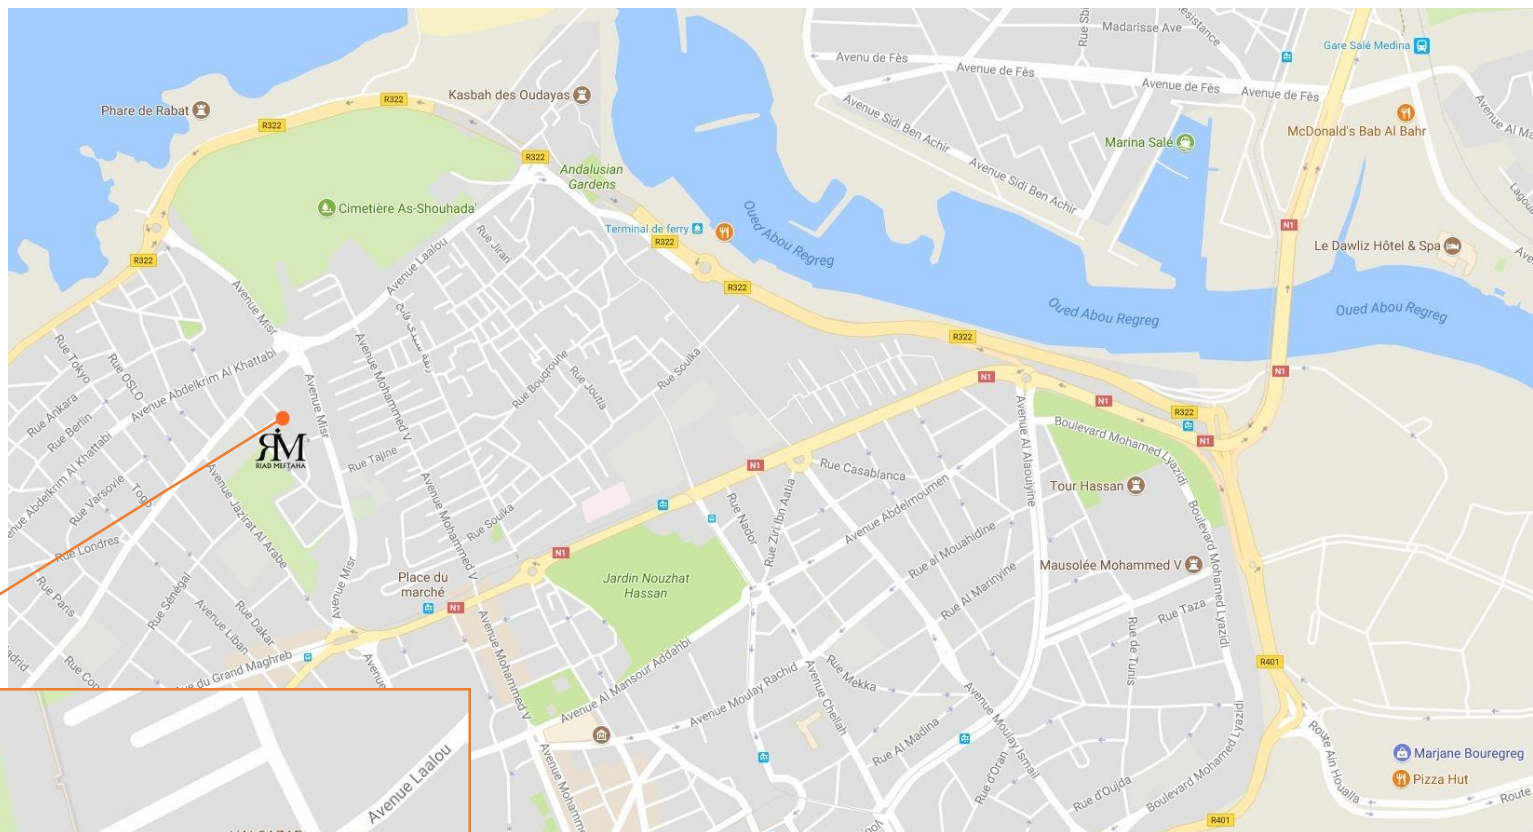 Madarisse Ave
Gare Salé Medina
Avenu de Fès
Avenue de Fès
Avenue de Fès
Avenue de Fès
Phare de Rabat
Kasbah des Oudayas
R322
R322
R322
Avenue Sidi Ben Achir
Marina Salé
McDonald's Bab Al Bahr
Andalusian
Gardens
Avenue Sidi Ben Achir
Cimetière As-Shouhada'
Terminal de ferry
R322
Oued Abou Regreg
N1
Le Dawliz Hôtel & Spa
R322
Avenue Laalou
Rue Jirari
R322
Avenue Misr
Oued Abou Regreg
Oued Abou Regreg
Rue Tokyo
Rue OSLO
Avenue Abdelkrim Al Khattabi
Avenue Mohammed V
Rue Bouqroune
Rue Joutia
Rue Souika
R322
N1
N1
N1
R322
N1
Rue Ankara
Rue Berlin
Avenue Misr
RIM
RIAD MEFTAHA
Rue Tajine
Avenue Al Alaouiyine
Boulevard Mohamed Lyazidi
Rue Varsovie
Togo
Avenue Jazirat Al Arabe
Avenue Mohammed V
N1
Rue Casablanca
Tour Hassan
Rue Londres
Rue Souika
Rue Nador
Rue Ziri Ibn Aatia
Avenue Abdelmoumen
Rue al Mouahidine
Boulevard Mohamed Lyazidi
N1
Rue Paris
Rue Sénégal
Avenue Misr
Place du
marché
N1
Jardin Nouzhat
Hassan
Rue Al Marinyine
Mausolée Mohammed V
Rue Taza
Avenue Liban
Rue Dakar
Rue de Tunis
Avenue Mohammed V
Avenue Al Mansour Addahbi
Avenue Moulay Rachid
Rue Mekka
Avenue Chellah
Avenue Moulay Ismail
R401
Rue Al Madina
Rue d'Oran
Rue d'Oujda
Boulevard Mohamed Lyazidi
Route Ain Houalla
Marjane Bouregreg
Pizza Hut
Route
R401
Avenue Laalou